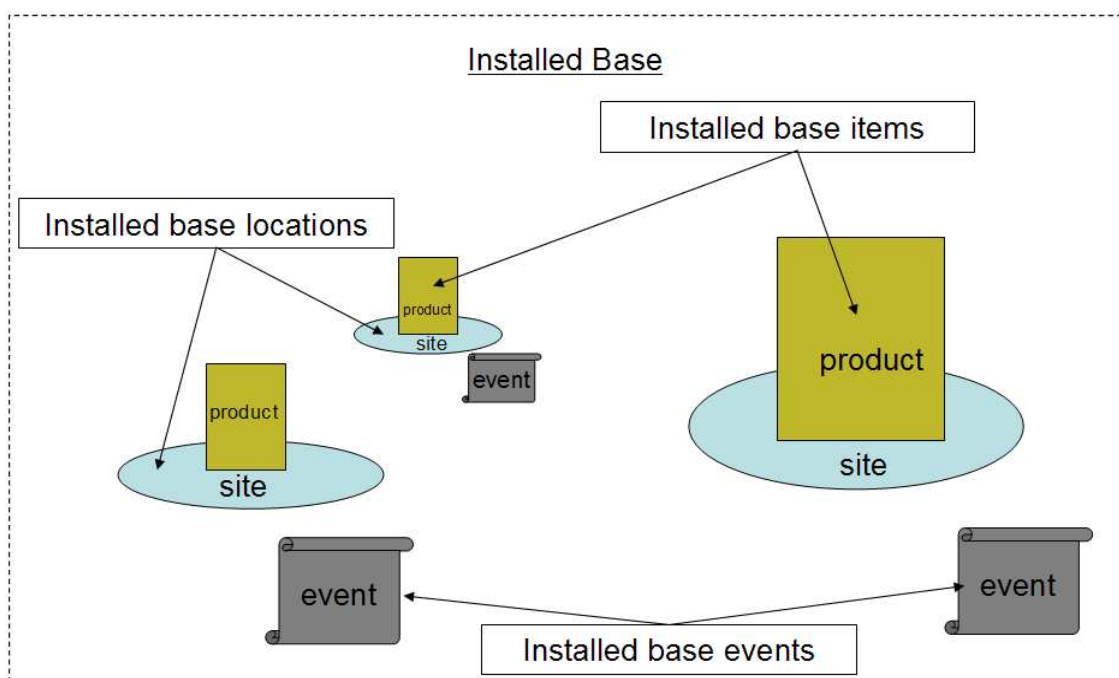 Installed Base
Installed base items
Installed base locations
product
site
event
product
site
product
site
event
event
Installed base events